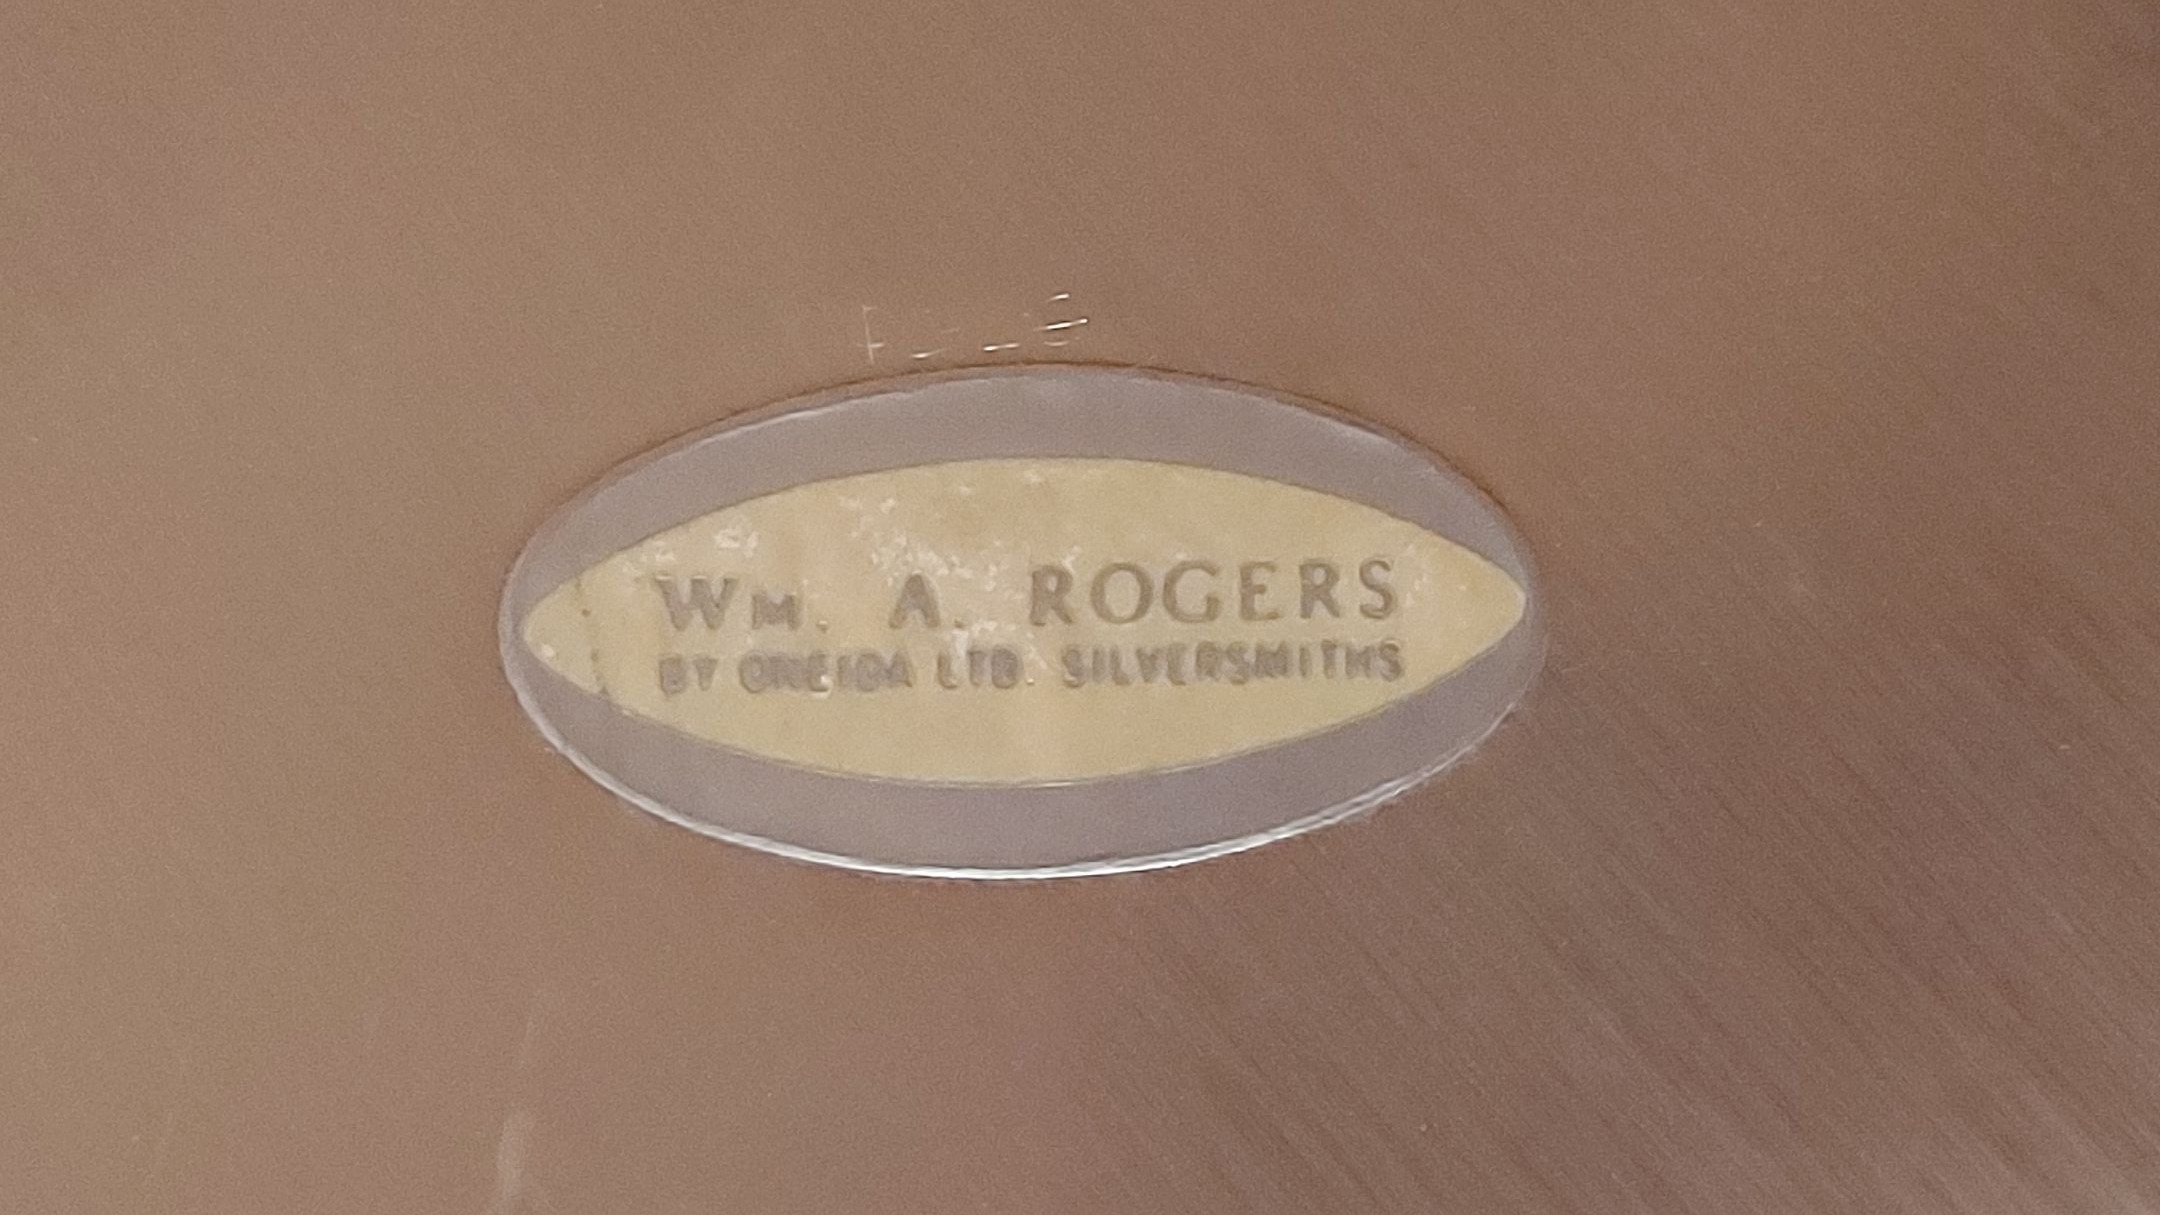 WM. A. ROGERS
BY ONEIDA LTD. SILVERSMITHS